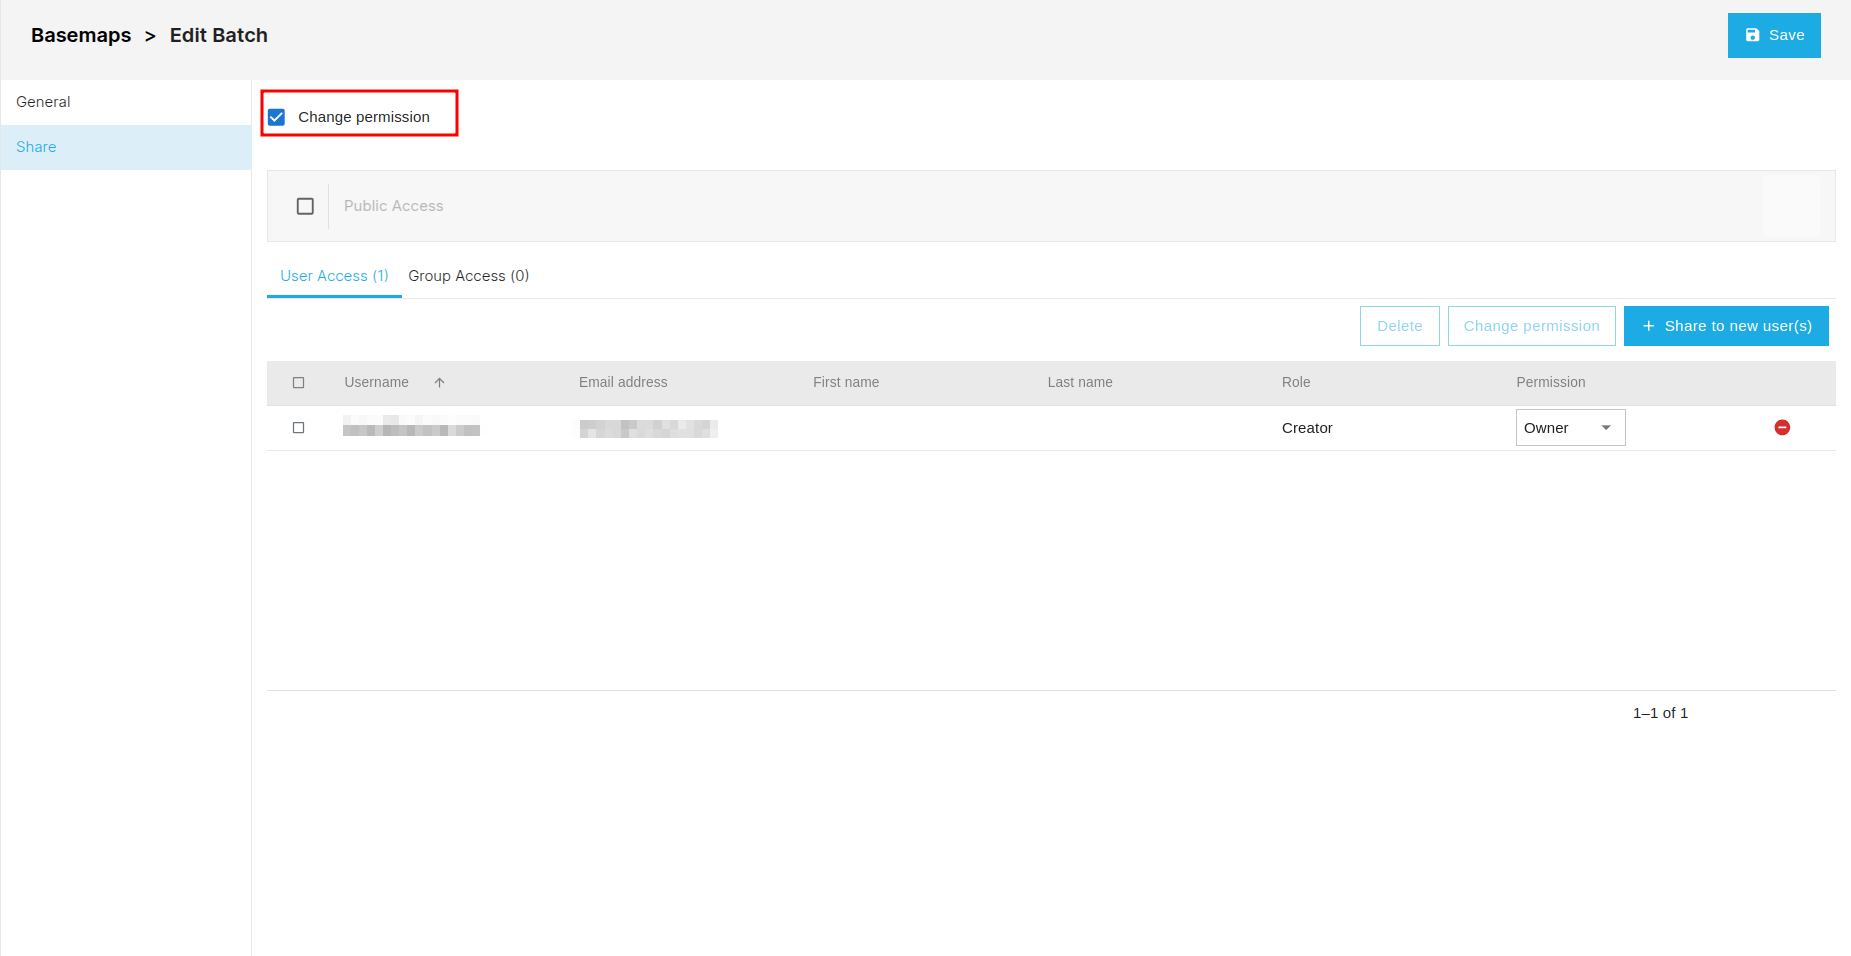 Basemaps > Edit Batch
Save
General
Share
Change permission
Public Access
User Access (1) Group Access (0)
Delete Change permission + Share to new user(s)
Username Email address First name Last name Role Permission
Creator Owner
1–1 of 1